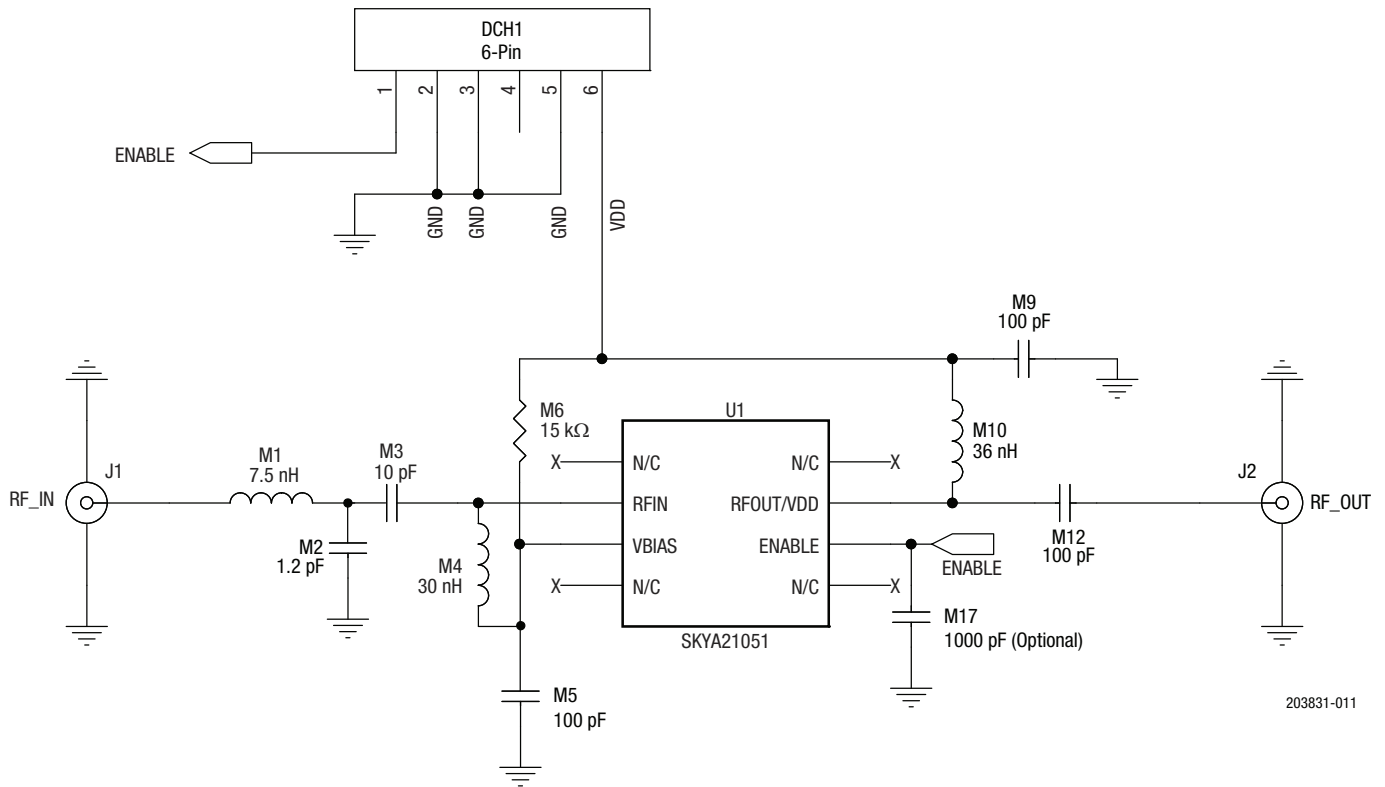 DCH1
6-Pin
1
2
3
4
5
6
ENABLE
GND
GND
GND
VDD
M9
100 pF
M6
15 kΩ
U1
M10
36 nH
J1
M1
7.5 nH
M3
10 pF
X
N/C
N/C
X
J2
RF_IN
RFIN
RFOUT/VDD
RF_OUT
M2
1.2 pF
M4
30 nH
VBIAS
ENABLE
ENABLE
M12
100 pF
X
N/C
N/C
X
M17
1000 pF (Optional)
SKYA21051
M5
100 pF
203831-011